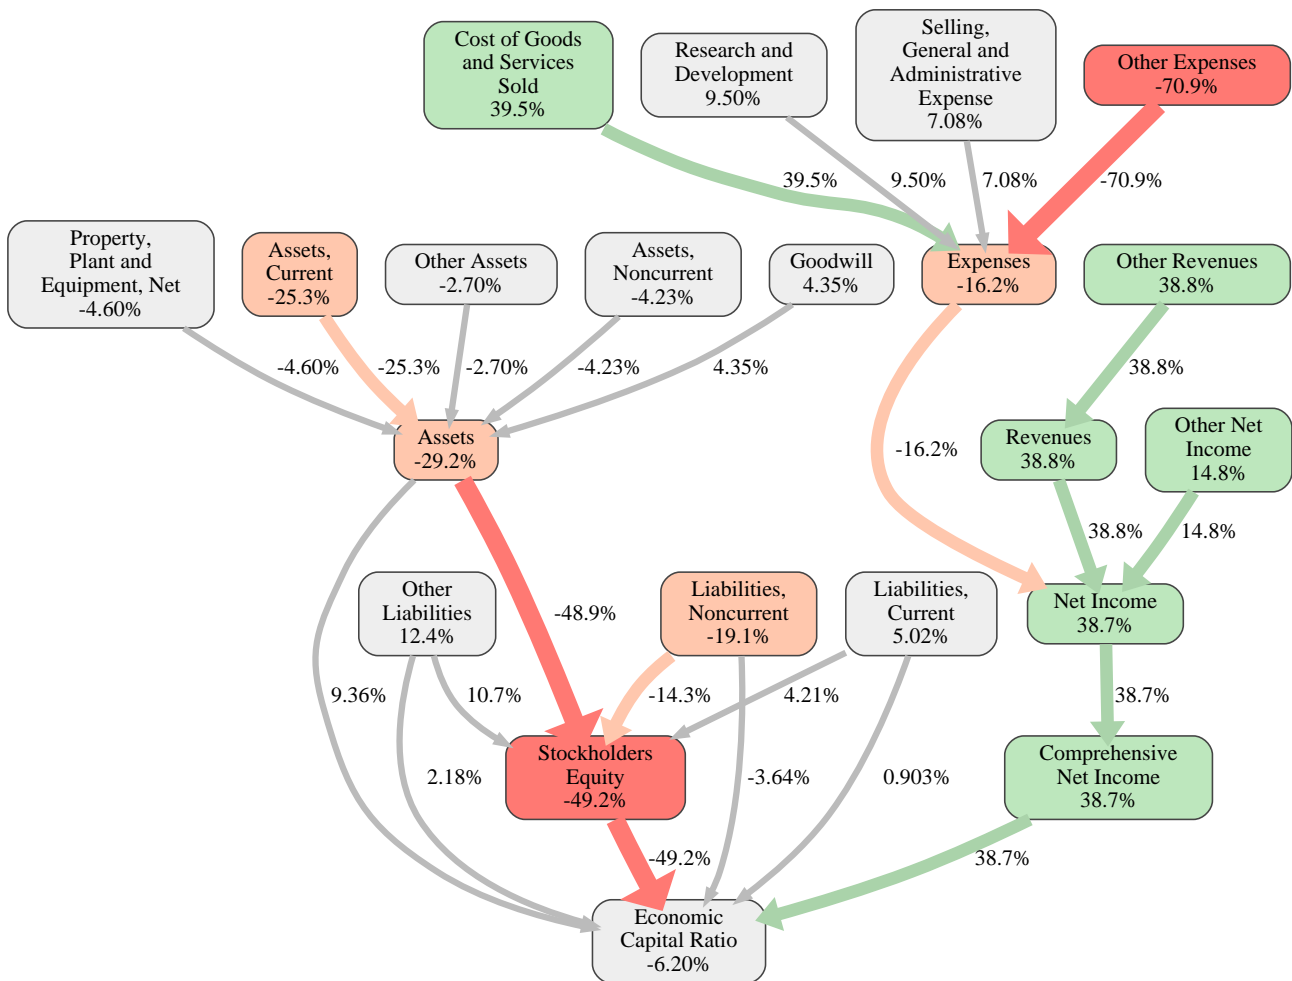 Cost of Goods
and Services
Sold
39.5%
Research and
Development
9.50%
Selling,
General and
Administrative
Expense
7.08%
Other Expenses
-70.9%
39.5%
9.50%
7.08%
-70.9%
Property,
Plant and
Equipment, Net
-4.60%
Assets,
Current
-25.3%
Other Assets
-2.70%
Assets,
Noncurrent
-4.23%
Goodwill
4.35%
Expenses
-16.2%
Other Revenues
38.8%
-4.60%
-25.3%
-2.70%
-4.23%
4.35%
38.8%
Assets
-29.2%
-16.2%
Revenues
38.8%
Other Net
Income
14.8%
38.8%
14.8%
Other
Liabilities
12.4%
-48.9%
Liabilities,
Noncurrent
-19.1%
Liabilities,
Current
5.02%
Net Income
38.7%
9.36%
10.7%
-14.3%
4.21%
38.7%
Stockholders
Equity
-49.2%
2.18%
-3.64%
0.903%
Comprehensive
Net Income
38.7%
-49.2%
38.7%
Economic
Capital Ratio
-6.20%